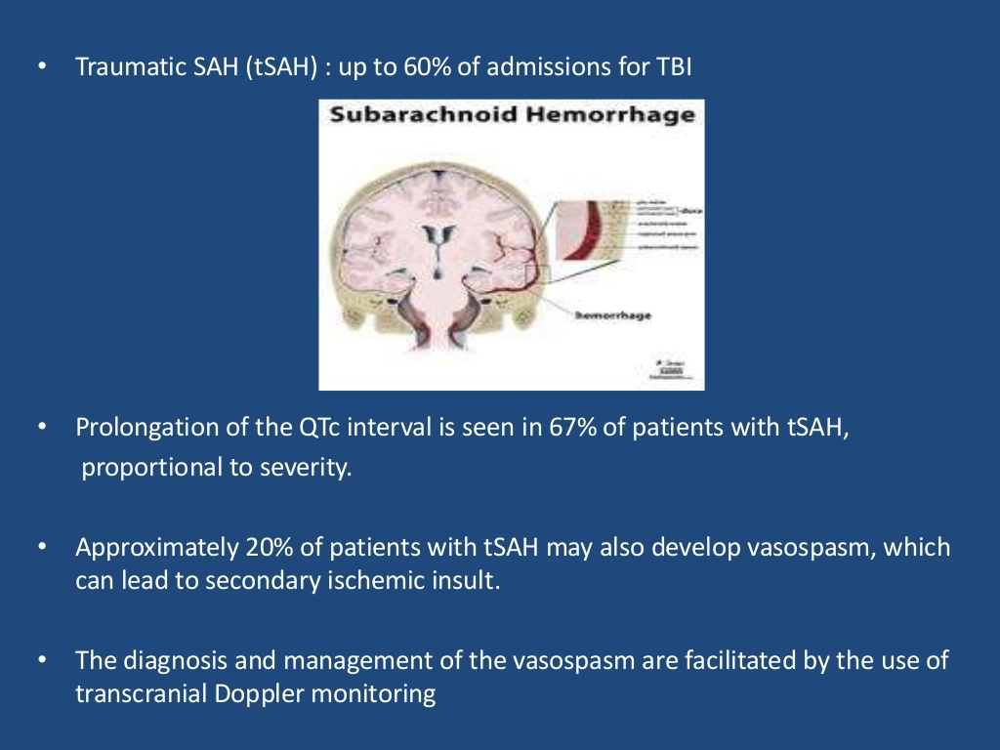 • Traumatic SAH (tSAH) : up to 60% of admissions for TBI
Subarachnoid Hemorrhage
dura
hemorrhage
• Prolongation of the QTc interval is seen in 67% of patients with tSAH,
proportional to severity.
• Approximately 20% of patients with tSAH may also develop vasospasm, which
can lead to secondary ischemic insult.
• The diagnosis and management of the vasospasm are facilitated by the use of
transcranial Doppler monitoring